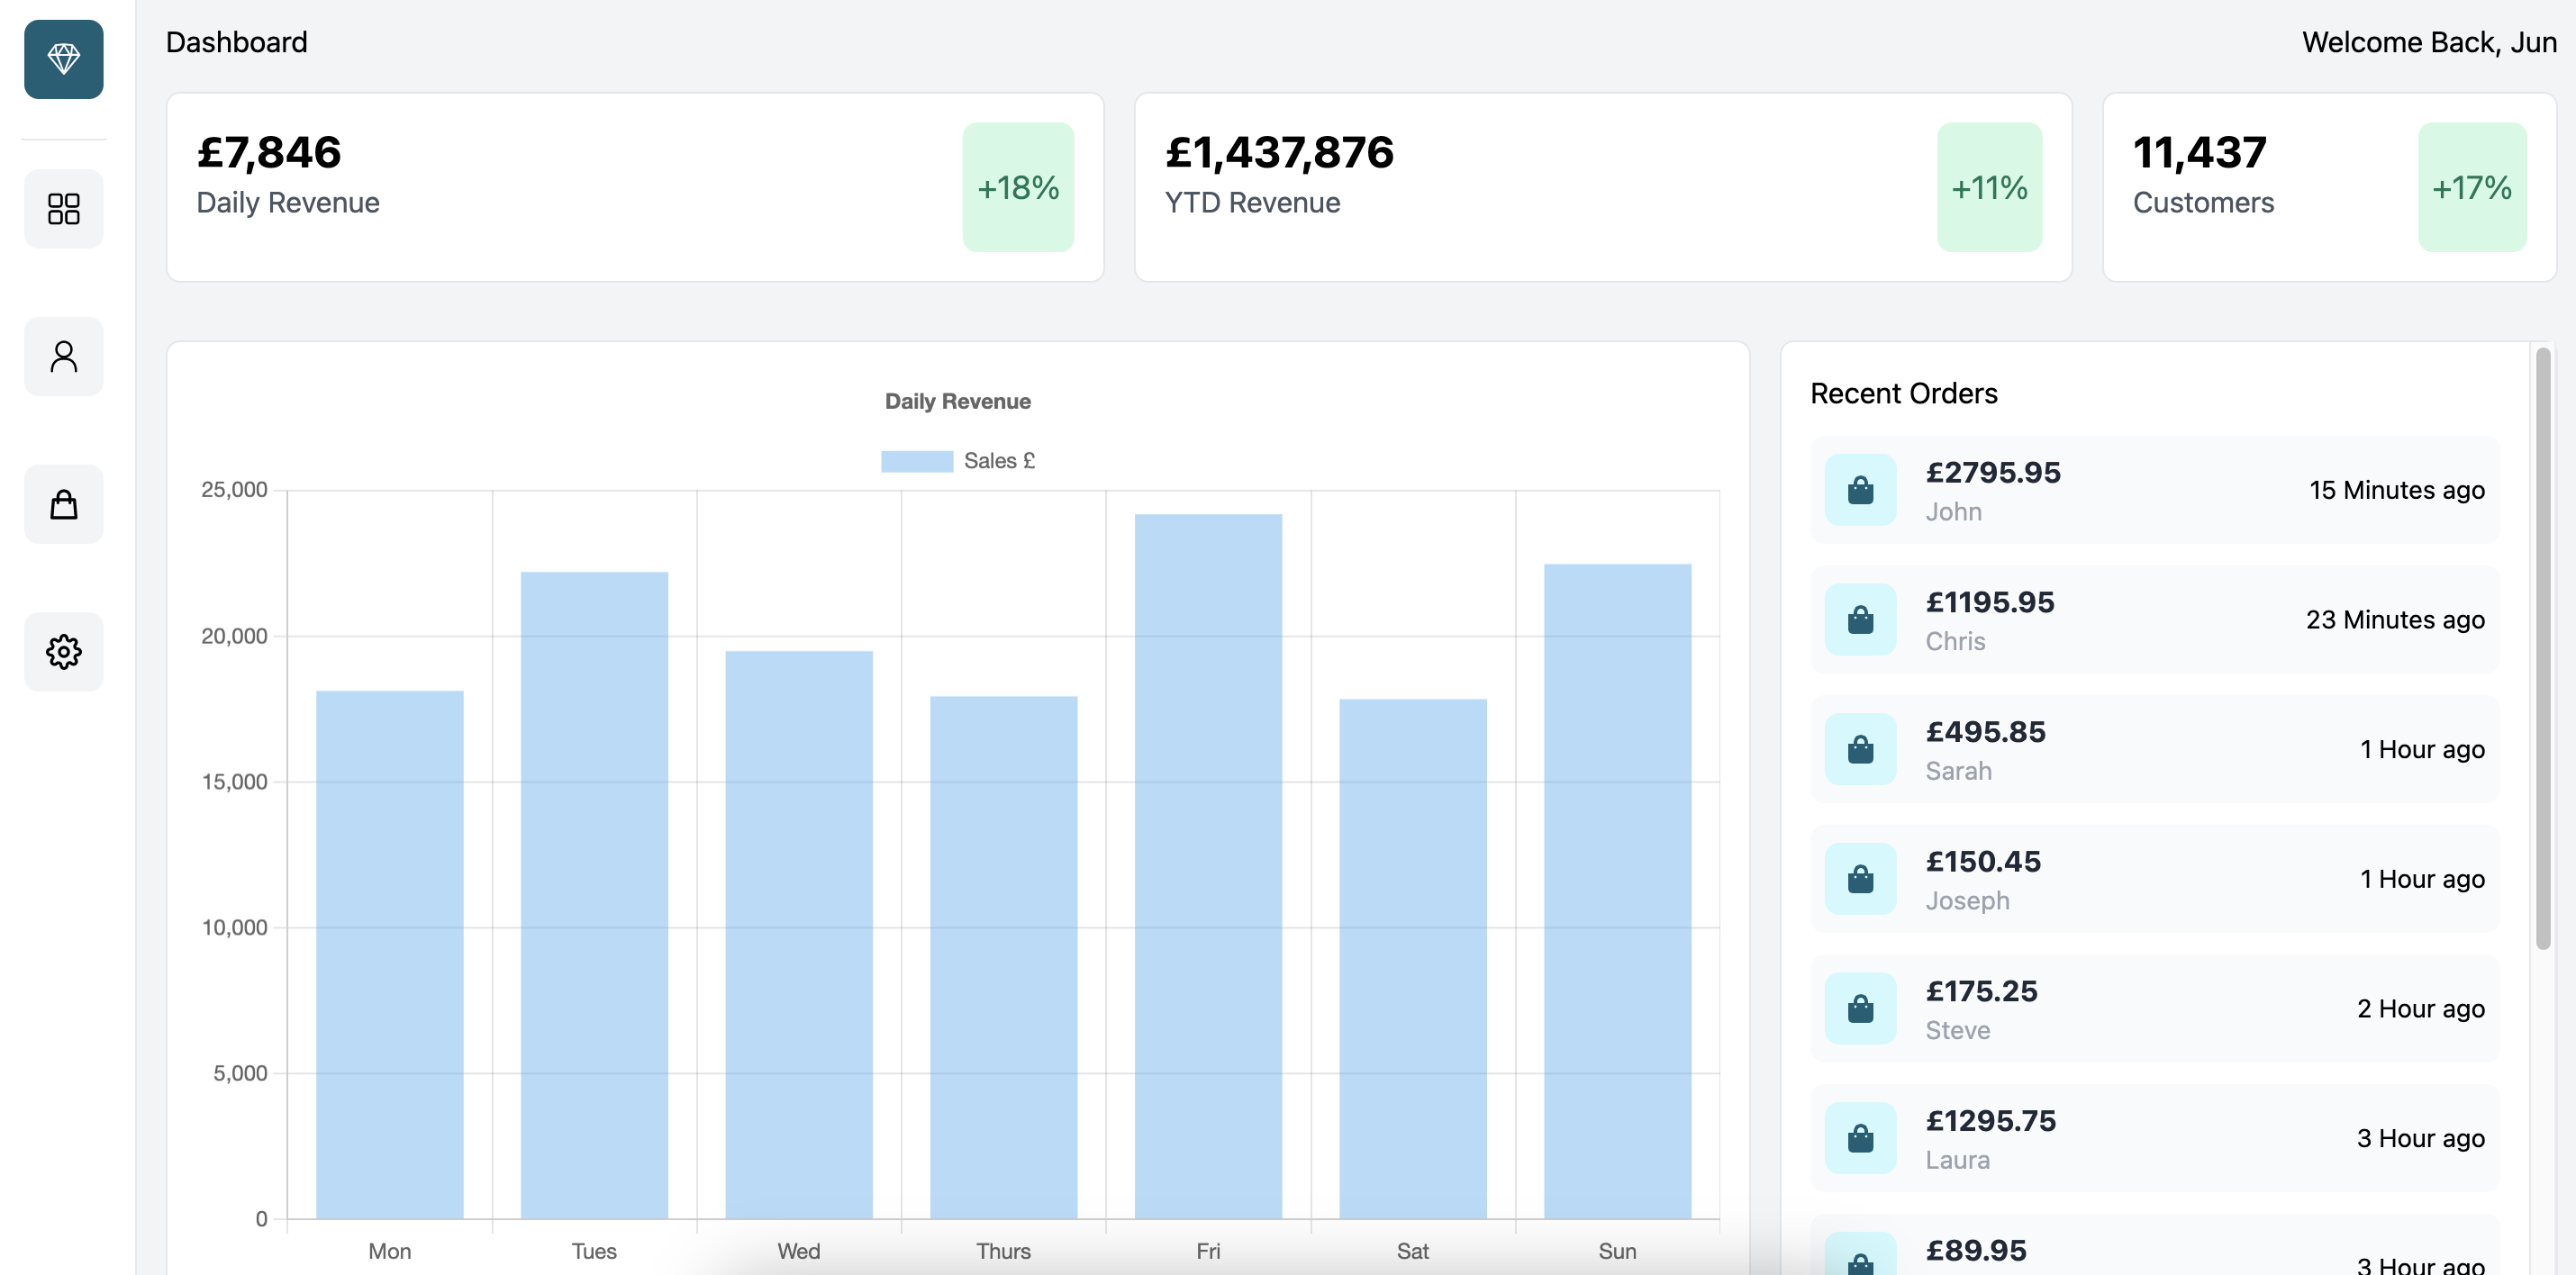 Dashboard
Welcome Back, Jun
£7,846
Daily Revenue
+18%
£1,437,876
YTD Revenue
+11%
11,437
Customers
+17%
Daily Revenue
Sales £
25,000
20,000
15,000
10,000
5,000
0
Mon
Tues
Wed
Thurs
Fri
Sat
Sun
Recent Orders
£2795.95
John
15 Minutes ago
£1195.95
Chris
23 Minutes ago
£495.85
Sarah
1 Hour ago
£150.45
Joseph
1 Hour ago
£175.25
Steve
2 Hour ago
£1295.75
Laura
3 Hour ago
£89.95
3 Hour ago